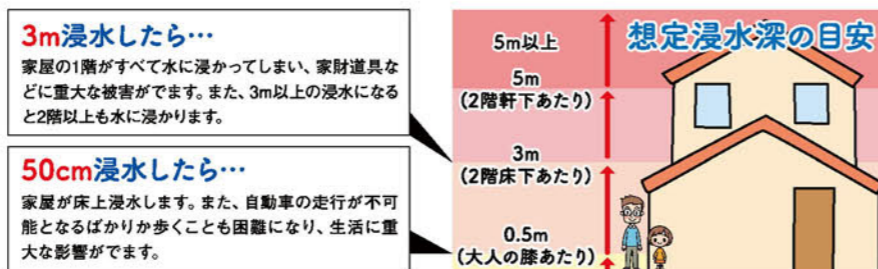 3m浸水したら…
家屋の1階がすべて水に浸かってしまい、家財道具な
どに重大な被害がでます。また、3m以上の浸水になる
と2階以上も水に浸かります。
50cm浸水したら…
家屋が床上浸水します。また、自動車の走行が不可
能となるばかりか歩くことも困難になり、生活に重
大な影響がでます。
想定浸水深の目安
5m以上
5m
(2階軒下あたり)
3m
(2階床下あたり)
0.5m
(大人の膝あたり)